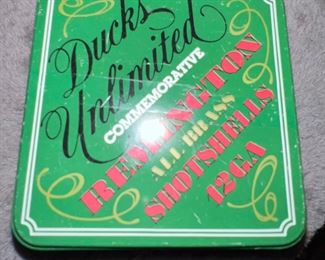 Ducks
Unlimited
COMMEMORATIVE
REMINGTON
ALL BRASS
SHOTSHELLS
12 GA